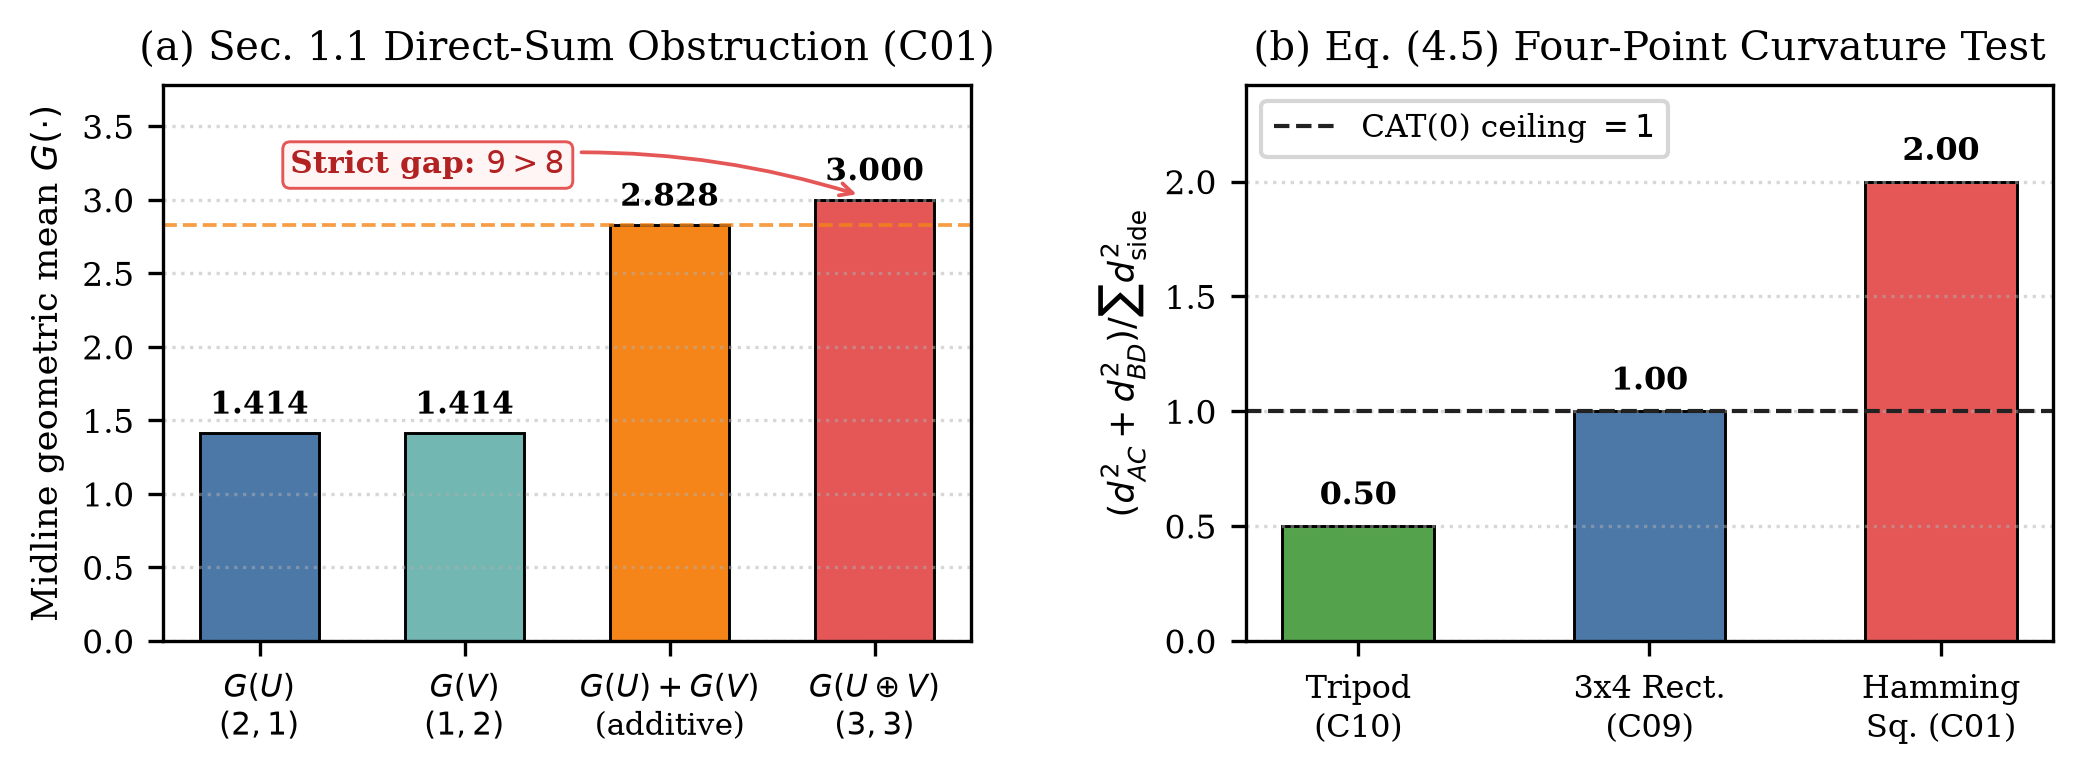 (a) Sec. 1.1 Direct-Sum Obstruction (C01)
Midline geometric mean G(·)
3.5
3.0
2.5
2.0
1.5
1.0
0.5
0.0
Strict gap: 9 > 8
1.414
1.414
2.828
3.000
G(U)
(2, 1)
G(V)
(1, 2)
G(U) + G(V)
(additive)
G(U ⊕ V)
(3, 3)
(b) Eq. (4.5) Four-Point Curvature Test
(d²_AC + d²_BD)/∑d²_side
CAT(0) ceiling = 1
2.0
1.5
1.0
0.5
0.0
0.50
1.00
2.00
Tripod
(C10)
3x4 Rect.
(C09)
Hamming
Sq. (C01)